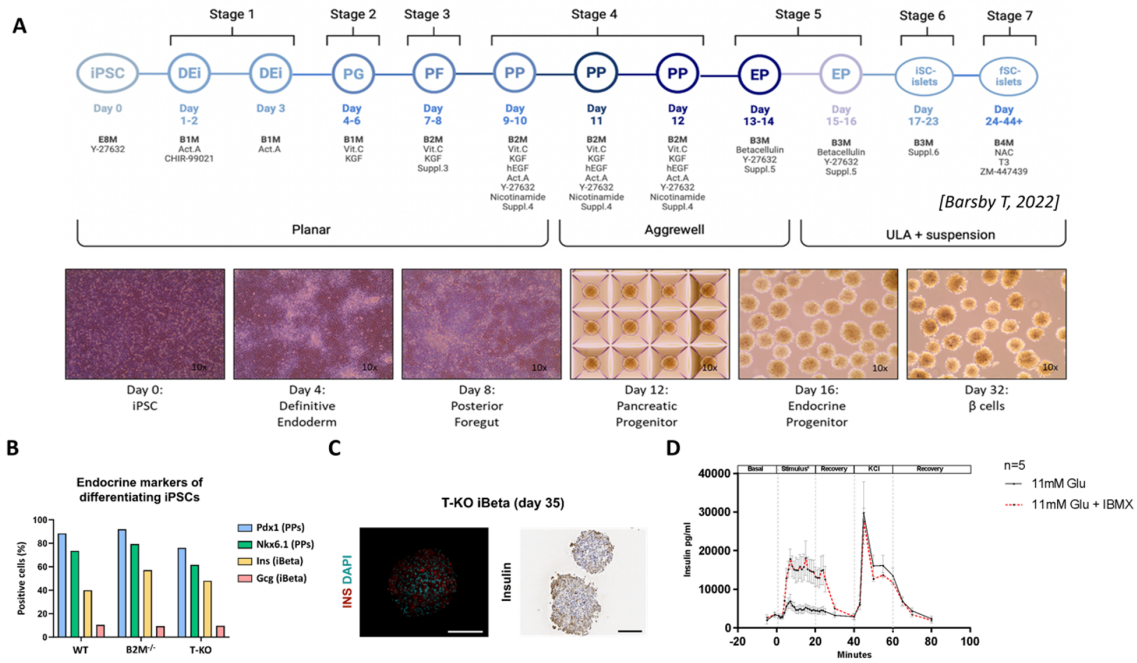 A
Stage 1
Stage 2
Stage 3
Stage 4
Stage 5
Stage 6
Stage 7
iPSC
DEi
DEi
PG
PF
PP
PP
PP
EP
EP
iSC-
islets
fSC-
islets
Day 0
E8M
Y-27632
Day
1-2
B1M
Act.A
CHIR-99021
Day 3
B1M
Act.A
Day
4-6
B1M
Vit.C
KGF
Day
7-8
B2M
Vit.C
KGF
Suppl.3
Day
9-10
B2M
Vit.C
KGF
hEGF
Act.A
Y-27632
Nicotinamide
Suppl.4
Day
11
B2M
Vit.C
KGF
hEGF
Act.A
Y-27632
Nicotinamide
Suppl.4
Day
12
B2M
Vit.C
KGF
hEGF
Act.A
Y-27632
Nicotinamide
Suppl.4
Day
13-14
B3M
Betacellulin
Y-27632
Suppl.5
Day
15-16
B3M
Betacellulin
Y-27632
Suppl.5
Day
17-23
B3M
Suppl.6
Day
24-44+
B4M
NAC
T3
ZM-447439
[Barsby T, 2022]
Planar
Aggrewell
ULA + suspension
10x
10x
10x
10x
10x
10x
Day 0:
iPSC
Day 4:
Definitive
Endoderm
Day 8:
Posterior
Foregut
Day 12:
Pancreatic
Progenitor
Day 16:
Endocrine
Progenitor
Day 32:
β cells
B
Endocrine markers of
differentiating iPSCs
Positive cells (%)
100
80
60
40
20
0
WT
B2M-/-
T-KO
Pdx1 (PPs)
Nkx6.1 (PPs)
Ins (iBeta)
Gcg (iBeta)
C
T-KO iBeta (day 35)
INS DAPI
Insulin
D
Basal
Stimulus*
Recovery
KCl
Recovery
Insulin pg/ml
40000
30000
20000
10000
0
-20
0
20
40
60
80
100
Minutes
n=5
11mM Glu
11mM Glu + IBMX